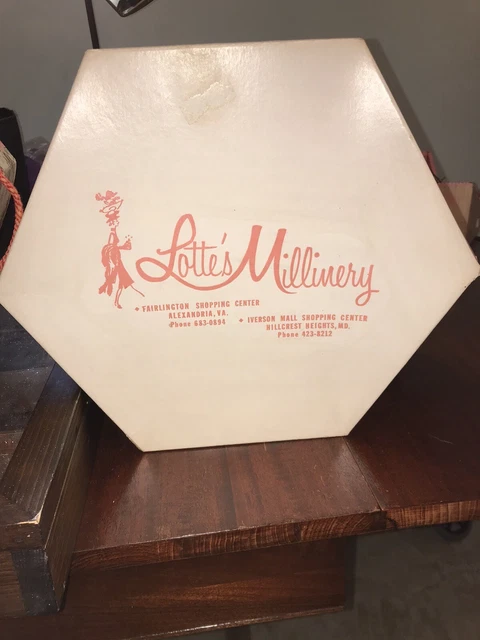 Lotte's Millinery
✦ FAIRLINGTON SHOPPING CENTER
ALEXANDRIA, VA.
Phone 683-0894
✦ IVERSON MALL SHOPPING CENTER
HILLCREST HEIGHTS, MD.
Phone 423-8212